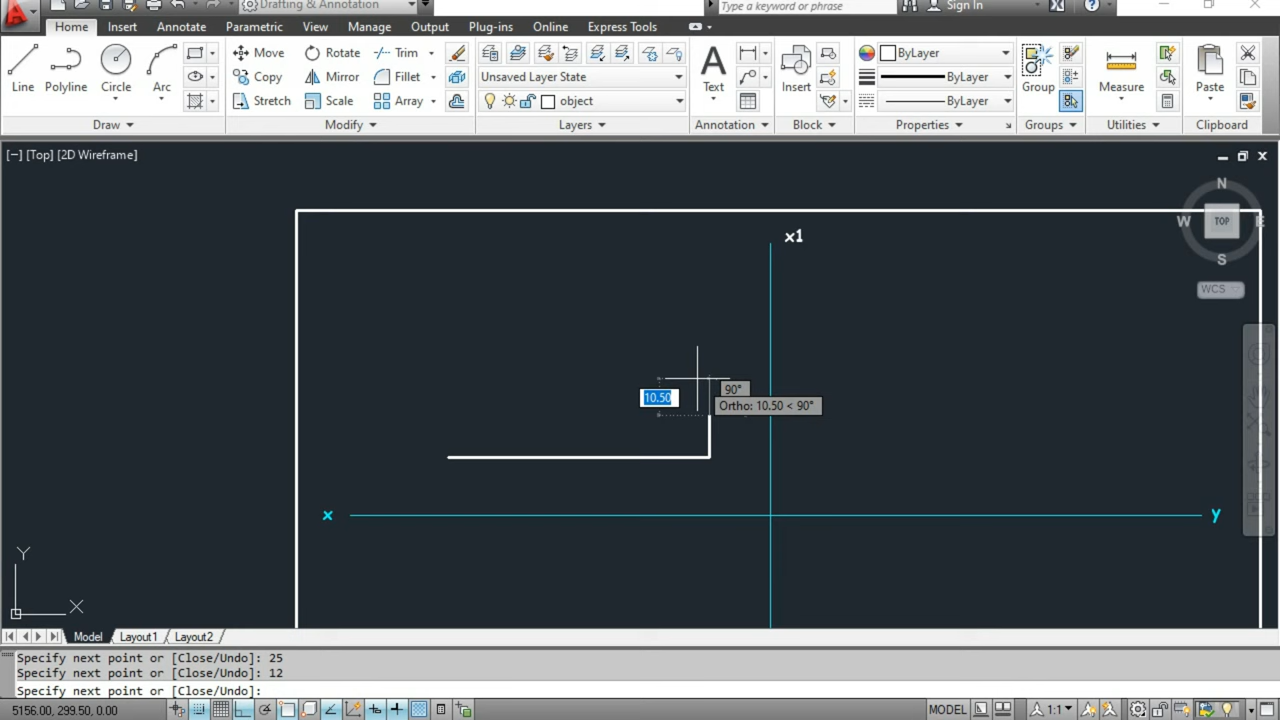 Drafting & Annotation
Type a keyword or phrase
Sign In
Home Insert Annotate Parametric View Manage Output Plug-ins Online Express Tools
Line Polyline Circle Arc
Move Rotate Trim
Copy Mirror Fillet
Stretch Scale Array
Unsaved Layer State
object
Text
Insert
ByLayer
ByLayer
ByLayer
Group
Measure
Paste
Draw Modify Layers Annotation Block Properties Groups Utilities Clipboard
[−] [Top] [2D Wireframe]
N
W TOP E
S
WCS
x1
90°
10.50
Ortho: 10.50 < 90°
x
y
Y
X
Model Layout1 Layout2
Specify next point or [Close/Undo]: 25
Specify next point or [Close/Undo]: 12
Specify next point or [Close/Undo]:
5156.00, 299.50, 0.00
MODEL
1:1